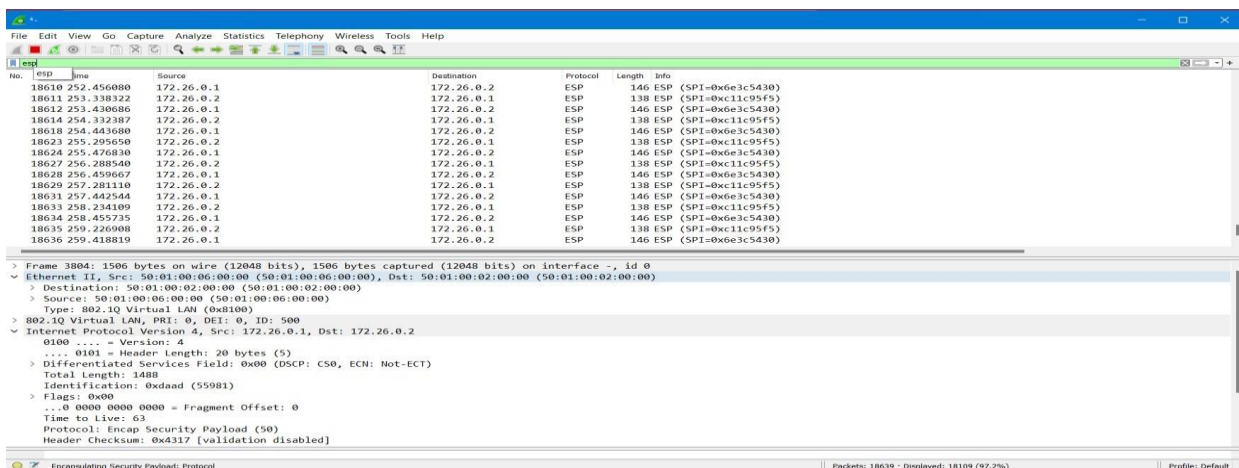 File Edit View Go Capture Analyze Statistics Telephony Wireless Tools Help
esp
esp
No. ime Source Destination Protocol Length Info
18610 252.456080 172.26.0.1 172.26.0.2 ESP 146 ESP (SPI=0x6e3c5430)
18611 253.338322 172.26.0.2 172.26.0.1 ESP 138 ESP (SPI=0xc11c95f5)
18612 253.430686 172.26.0.1 172.26.0.2 ESP 146 ESP (SPI=0x6e3c5430)
18614 254.332387 172.26.0.2 172.26.0.1 ESP 138 ESP (SPI=0xc11c95f5)
18618 254.443680 172.26.0.1 172.26.0.2 ESP 146 ESP (SPI=0x6e3c5430)
18623 255.295650 172.26.0.2 172.26.0.1 ESP 138 ESP (SPI=0xc11c95f5)
18624 255.476830 172.26.0.1 172.26.0.2 ESP 146 ESP (SPI=0x6e3c5430)
18627 256.288540 172.26.0.2 172.26.0.1 ESP 138 ESP (SPI=0xc11c95f5)
18628 256.459667 172.26.0.1 172.26.0.2 ESP 146 ESP (SPI=0x6e3c5430)
18629 257.281110 172.26.0.2 172.26.0.1 ESP 138 ESP (SPI=0xc11c95f5)
18631 257.442544 172.26.0.1 172.26.0.2 ESP 146 ESP (SPI=0x6e3c5430)
18633 258.234109 172.26.0.2 172.26.0.1 ESP 138 ESP (SPI=0xc11c95f5)
18634 258.455735 172.26.0.1 172.26.0.2 ESP 146 ESP (SPI=0x6e3c5430)
18635 259.226908 172.26.0.2 172.26.0.1 ESP 138 ESP (SPI=0xc11c95f5)
18636 259.418819 172.26.0.1 172.26.0.2 ESP 146 ESP (SPI=0x6e3c5430)
Frame 3804: 1506 bytes on wire (12048 bits), 1506 bytes captured (12048 bits) on interface -, id 0
Ethernet II, Src: 50:01:00:06:00:00 (50:01:00:06:00:00), Dst: 50:01:00:02:00:00 (50:01:00:02:00:00)
Destination: 50:01:00:02:00:00 (50:01:00:02:00:00)
Source: 50:01:00:06:00:00 (50:01:00:06:00:00)
Type: 802.1Q Virtual LAN (0x8100)
802.1Q Virtual LAN, PRI: 0, DEI: 0, ID: 500
Internet Protocol Version 4, Src: 172.26.0.1, Dst: 172.26.0.2
0100 .... = Version: 4
.... 0101 = Header Length: 20 bytes (5)
Differentiated Services Field: 0x00 (DSCP: CS0, ECN: Not-ECT)
Total Length: 1488
Identification: 0xdaad (55981)
Flags: 0x00
...0 0000 0000 0000 = Fragment Offset: 0
Time to Live: 63
Protocol: Encap Security Payload (50)
Header Checksum: 0x4317 [validation disabled]
Encapsulating Security Payload: Protocol Packets: 18639 · Displayed: 18109 (97.2%) Profile: Default